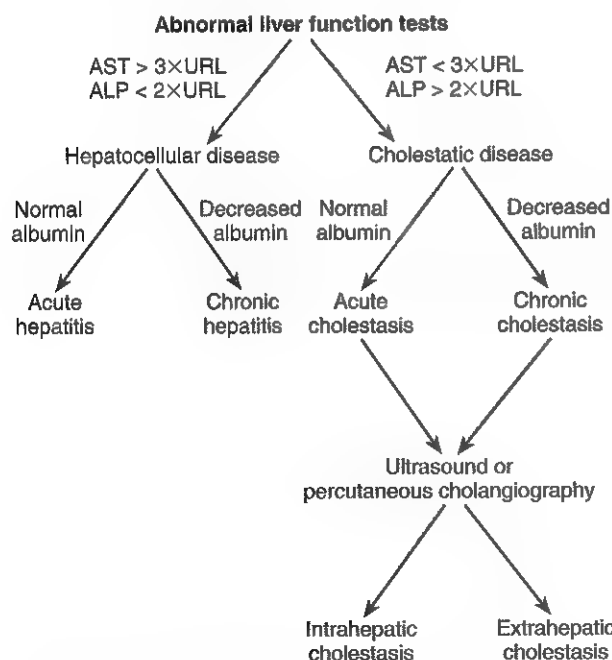 Abnormal liver function tests
AST > 3×URL
ALP < 2×URL
AST < 3×URL
ALP > 2×URL
Hepatocellular disease
Cholestatic disease
Normal
albumin
Decreased
albumin
Normal
albumin
Decreased
albumin
Acute
hepatitis
Chronic
hepatitis
Acute
cholestasis
Chronic
cholestasis
Ultrasound or
percutaneous cholangiography
Intrahepatic
cholestasis
Extrahepatic
cholestasis